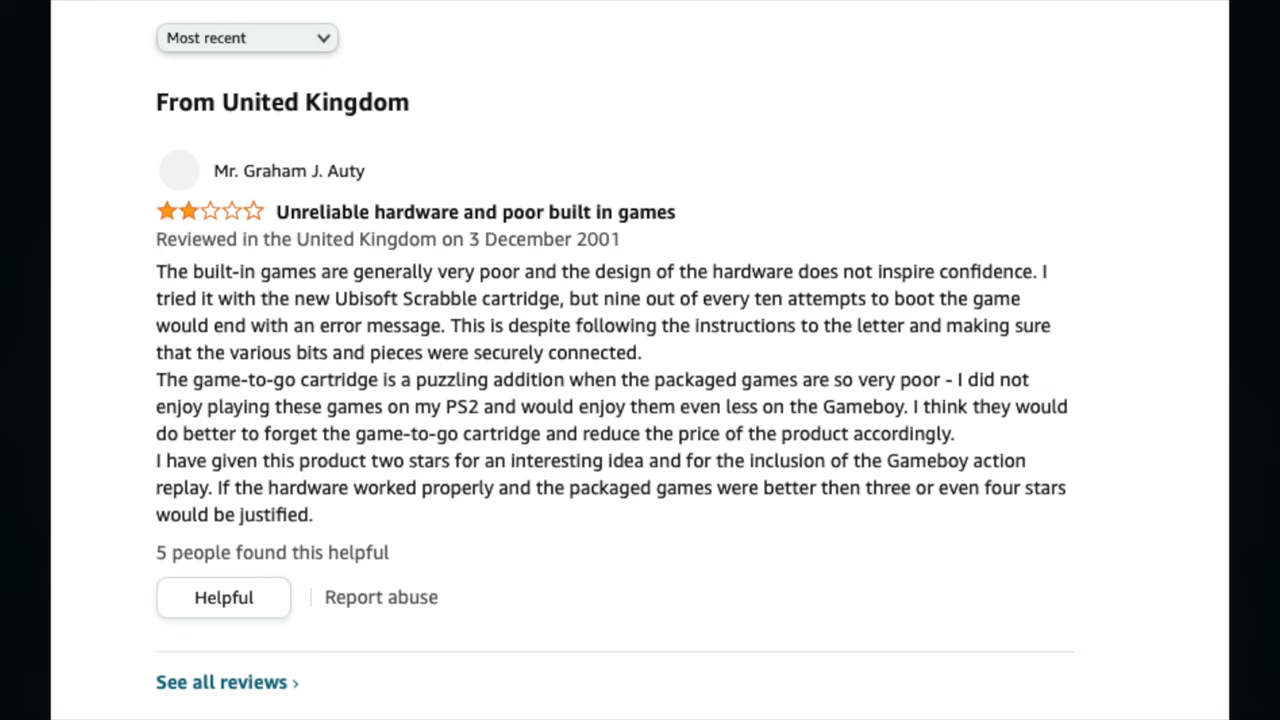 Most recent
From United Kingdom
Mr. Graham J. Auty
Unreliable hardware and poor built in games
Reviewed in the United Kingdom on 3 December 2001
The built-in games are generally very poor and the design of the hardware does not inspire confidence. I
tried it with the new Ubisoft Scrabble cartridge, but nine out of every ten attempts to boot the game
would end with an error message. This is despite following the instructions to the letter and making sure
that the various bits and pieces were securely connected.
The game-to-go cartridge is a puzzling addition when the packaged games are so very poor - I did not
enjoy playing these games on my PS2 and would enjoy them even less on the Gameboy. I think they would
do better to forget the game-to-go cartridge and reduce the price of the product accordingly.
I have given this product two stars for an interesting idea and for the inclusion of the Gameboy action
replay. If the hardware worked properly and the packaged games were better then three or even four stars
would be justified.
5 people found this helpful
Helpful
Report abuse
See all reviews ›